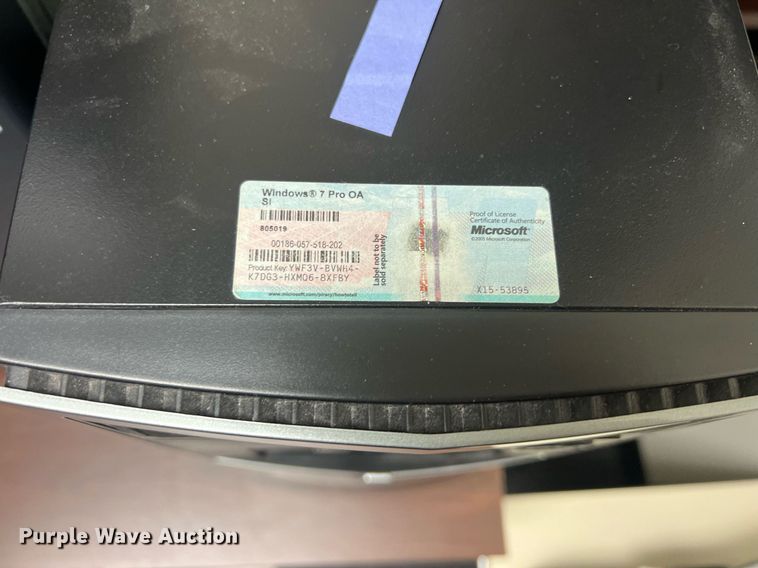 Windows® 7 Pro OA
SI
805019
00186-057-518-202
Product Key: YWF3V-BVWH4-
K7DG3-HXMQ6-8XFBY
www.microsoft.com/piracy/howtotell
Label not to be
sold separately
Proof of License
Certificate of Authenticity
Microsoft®
©2005 Microsoft Corporation
X15-53895
Purple Wave Auction